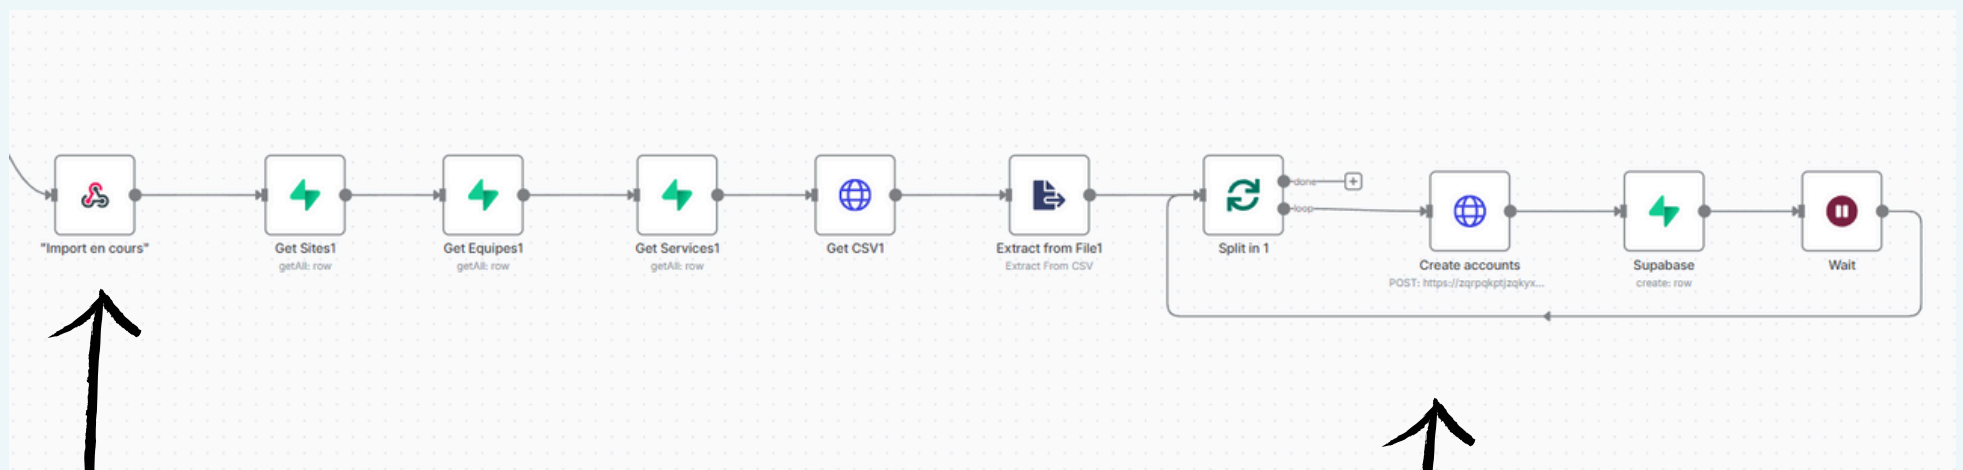 done
loop
"Import en cours"
Get Sites1
getAll: row
Get Equipes1
getAll: row
Get Services1
getAll: row
Get CSV1
Extract from File1
Extract From CSV
Split in 1
Create accounts
POST: https://zqrpqkptjzqkyx...
Supabase
create: row
Wait